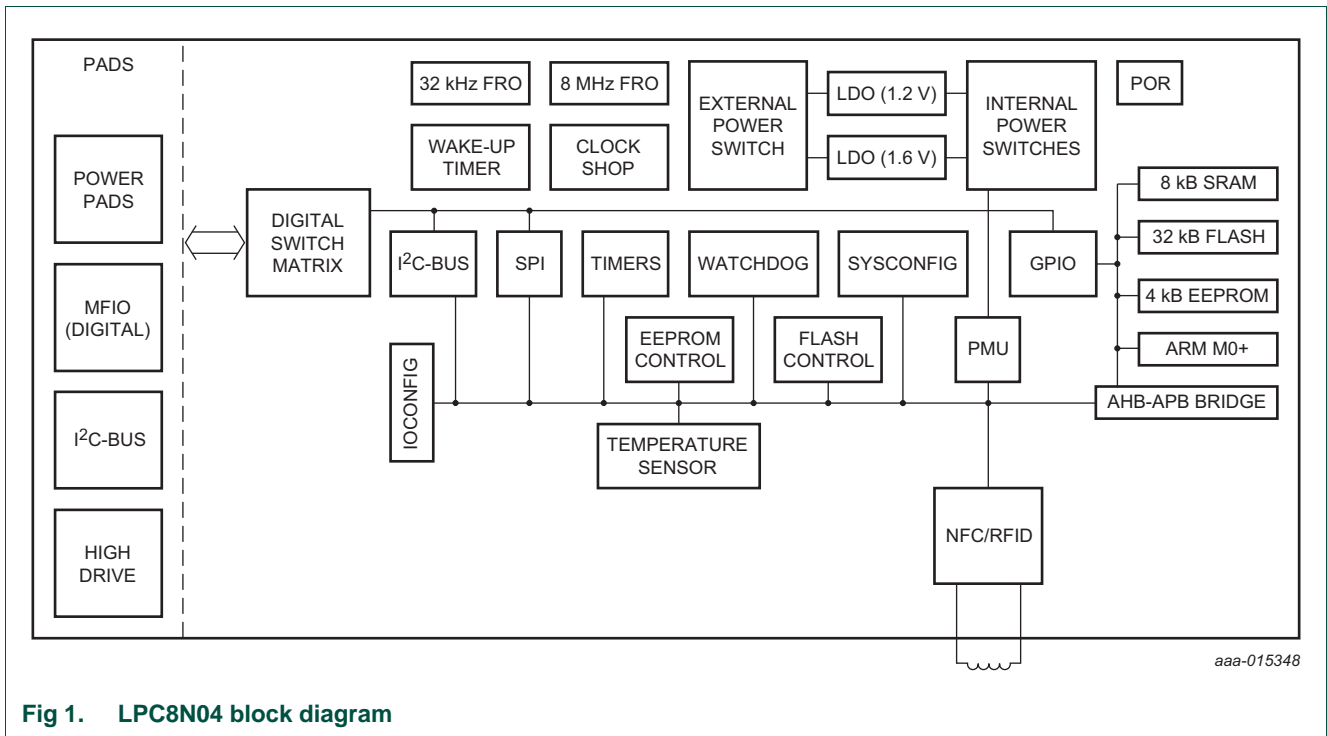 PADS
POWER
PADS
MFIO
(DIGITAL)
I²C-BUS
HIGH
DRIVE
DIGITAL
SWITCH
MATRIX
32 kHz FRO
8 MHz FRO
WAKE-UP
TIMER
CLOCK
SHOP
EXTERNAL
POWER
SWITCH
LDO (1.2 V)
LDO (1.6 V)
INTERNAL
POWER
SWITCHES
POR
I²C-BUS
SPI
TIMERS
WATCHDOG
SYSCONFIG
GPIO
8 kB SRAM
32 kB FLASH
4 kB EEPROM
ARM M0+
AHB-APB BRIDGE
IOCONFIG
EEPROM
CONTROL
FLASH
CONTROL
PMU
TEMPERATURE
SENSOR
NFC/RFID
aaa-015348
Fig 1. LPC8N04 block diagram